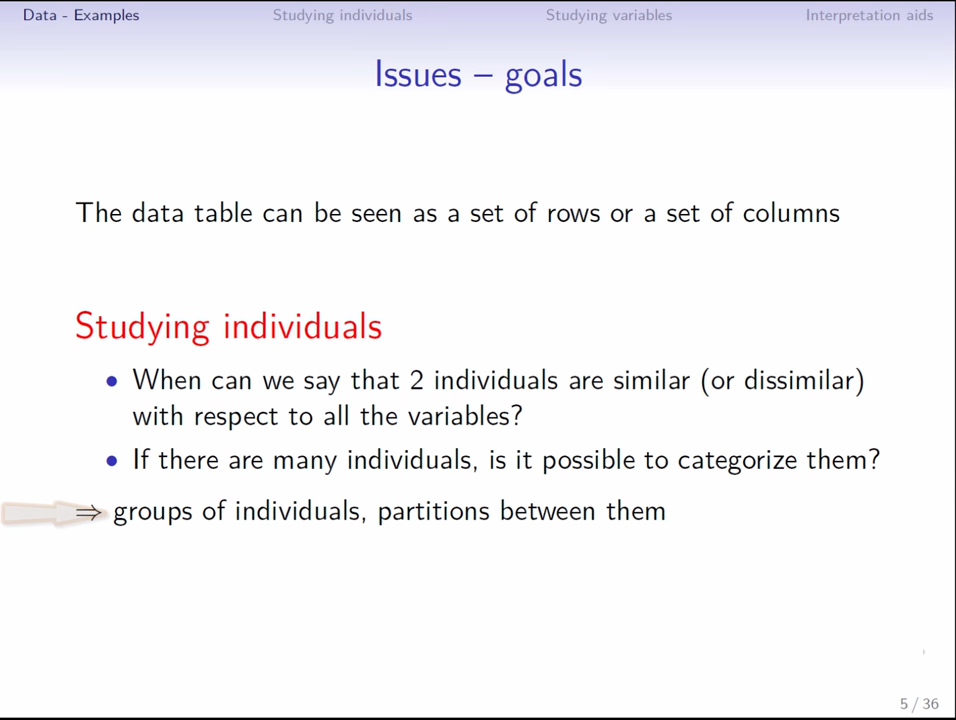 Data - Examples
Studying individuals
Studying variables
Interpretation aids
Issues – goals
The data table can be seen as a set of rows or a set of columns
Studying individuals
• When can we say that 2 individuals are similar (or dissimilar)
with respect to all the variables?
• If there are many individuals, is it possible to categorize them?
⇒ groups of individuals, partitions between them
5 / 36